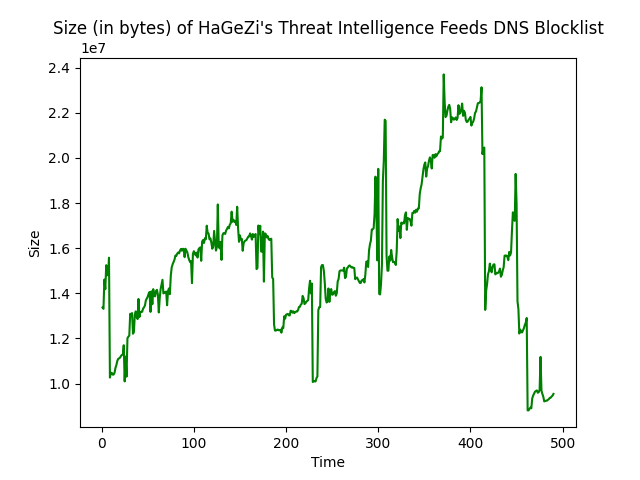 Size (in bytes) of HaGeZi's Threat Intelligence Feeds DNS Blocklist
1e7
2.4
2.2
2.0
1.8
1.6
1.4
1.2
1.0
Size
0 100 200 300 400 500
Time